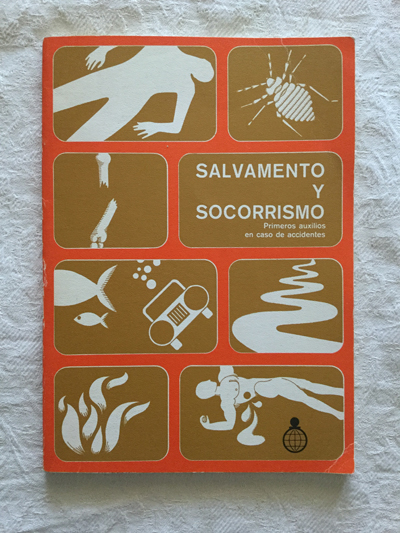 SALVAMENTO
Y
SOCORRISMO
Primeros auxilios
en caso de accidentes